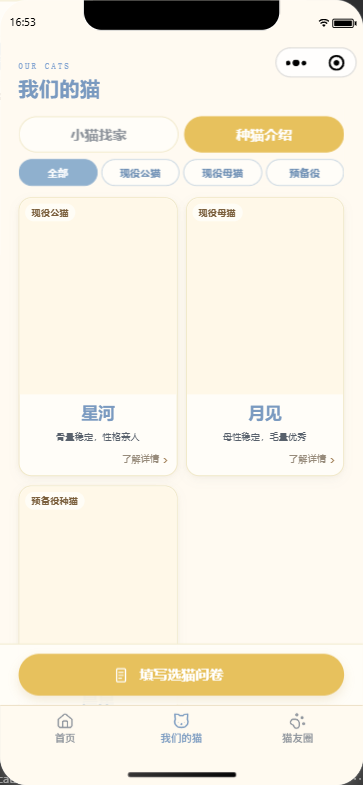 16:53
OUR CATS
我们的猫
小猫找家
种猫介绍
全部
现役公猫
现役母猫
预备役
现役公猫
现役母猫
星河
月见
骨量稳定，性格亲人
母性稳定，毛量优秀
了解详情 ›
了解详情 ›
预备役种猫
填写选猫问卷
首页
我们的猫
猫友圈